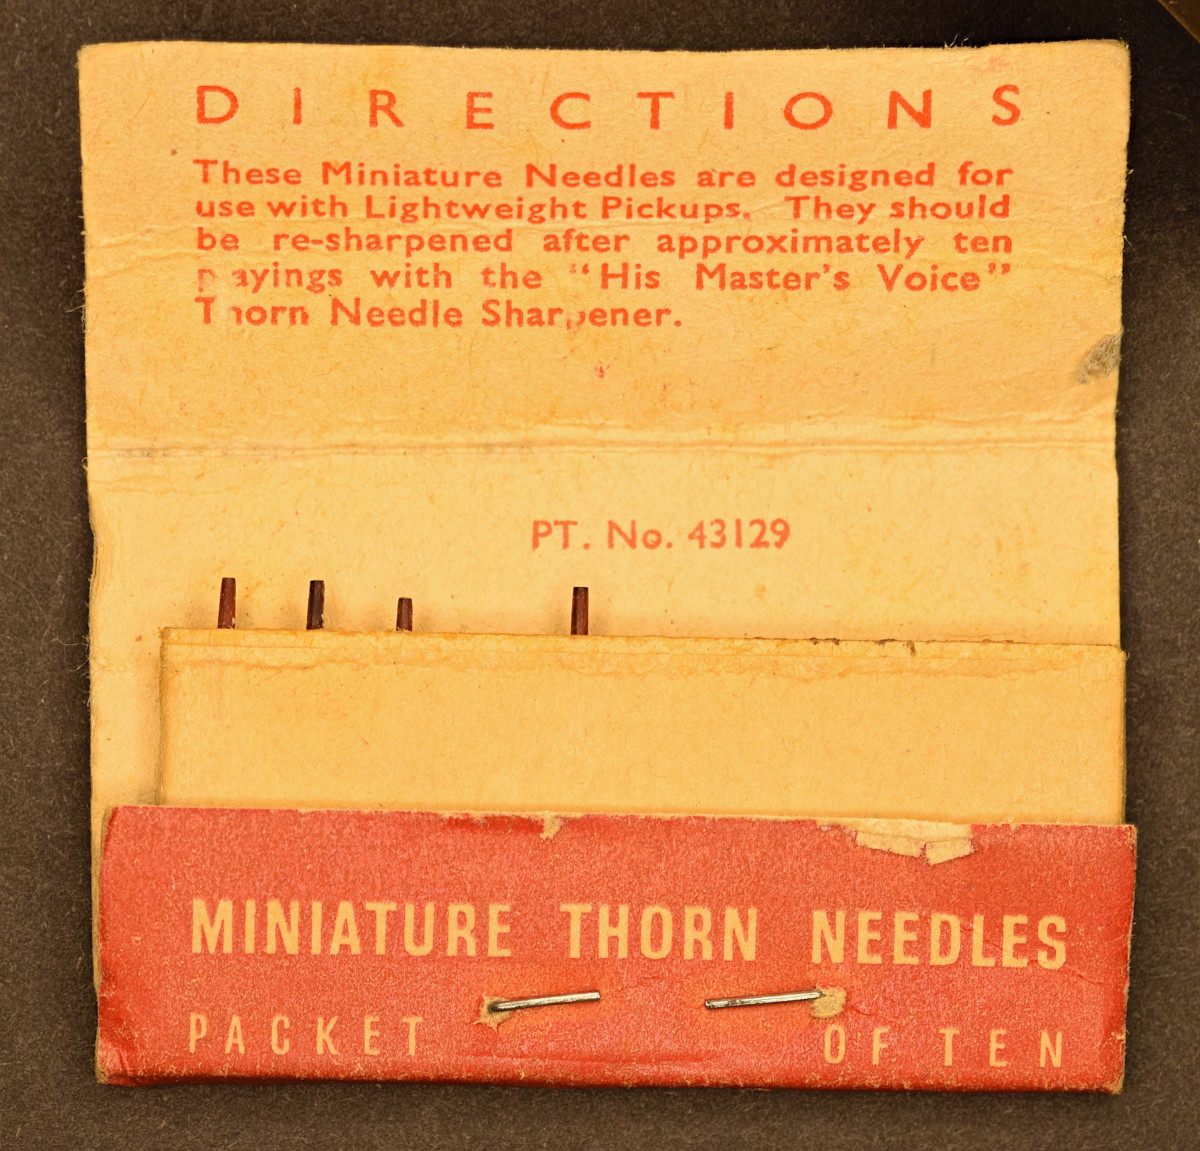 DIRECTIONS
These Miniature Needles are designed for
use with Lightweight Pickups. They should
be re-sharpened after approximately ten
playings with the "His Master's Voice"
Thorn Needle Sharpener.
PT. No. 43129
MINIATURE THORN NEEDLES
PACKET OF TEN